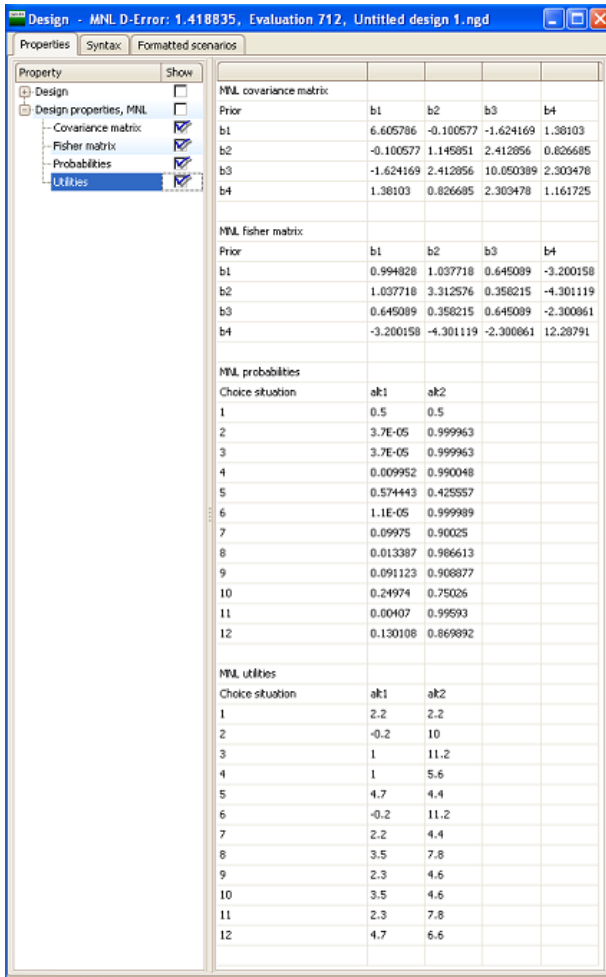 Design - MNL D-Error: 1.418835, Evaluation 712, Untitled design 1.ngd
Properties Syntax Formatted scenarios
Property Show
Design
Design properties, MNL
Covariance matrix
Fisher matrix
Probabilities
Utilities
MNL covariance matrix
Prior b1 b2 b3 b4
b1 6.605786 -0.100577 -1.624169 1.38103
b2 -0.100577 1.145851 2.412856 0.826685
b3 -1.624169 2.412856 10.050389 2.303478
b4 1.38103 0.826685 2.303478 1.161725
MNL fisher matrix
Prior b1 b2 b3 b4
b1 0.994828 1.037718 0.645089 -3.200158
b2 1.037718 3.312576 0.358215 -4.301119
b3 0.645089 0.358215 0.645089 -2.300861
b4 -3.200158 -4.301119 -2.300861 12.28791
MNL probabilities
Choice situation alt1 alt2
1 0.5 0.5
2 3.7E-05 0.999963
3 3.7E-05 0.999963
4 0.009952 0.990048
5 0.574443 0.425557
6 1.1E-05 0.999989
7 0.09975 0.90025
8 0.013387 0.986613
9 0.091123 0.908877
10 0.24974 0.75026
11 0.00407 0.99593
12 0.130108 0.869892
MNL utilities
Choice situation alt1 alt2
1 2.2 2.2
2 -0.2 10
3 1 11.2
4 1 5.6
5 4.7 4.4
6 -0.2 11.2
7 2.2 4.4
8 3.5 7.8
9 2.3 4.6
10 3.5 4.6
11 2.3 7.8
12 4.7 6.6